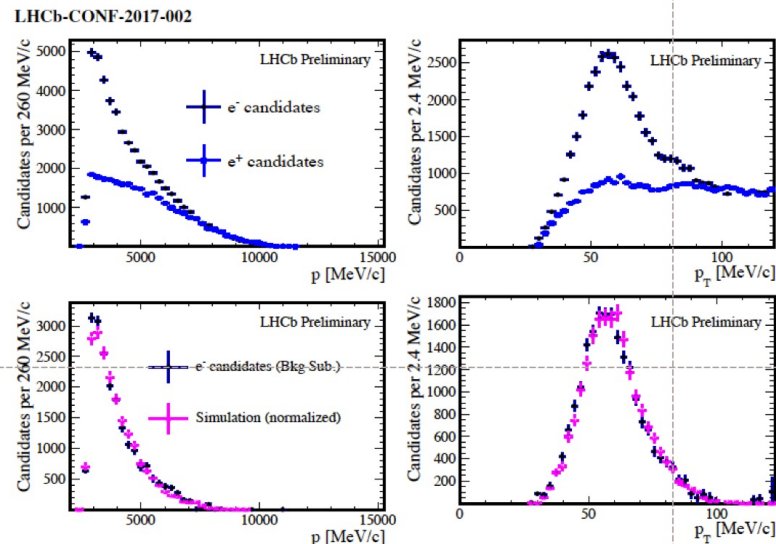 LHCb-CONF-2017-002
Candidates per 260 MeV/c
5000
4000
3000
2000
1000
LHCb Preliminary
e- candidates
e+ candidates
5000
10000
15000
p [MeV/c]
Candidates per 2.4 MeV/c
2500
2000
1500
1000
500
LHCb Preliminary
0
50
100
pT [MeV/c]
Candidates per 260 MeV/c
3000
2500
2000
1500
1000
500
LHCb Preliminary
e- candidates (Bkg Sub.)
Simulation (normalized)
5000
10000
15000
p [MeV/c]
Candidates per 2.4 MeV/c
1800
1600
1400
1200
1000
800
600
400
200
LHCb Preliminary
0
50
100
pT [MeV/c]